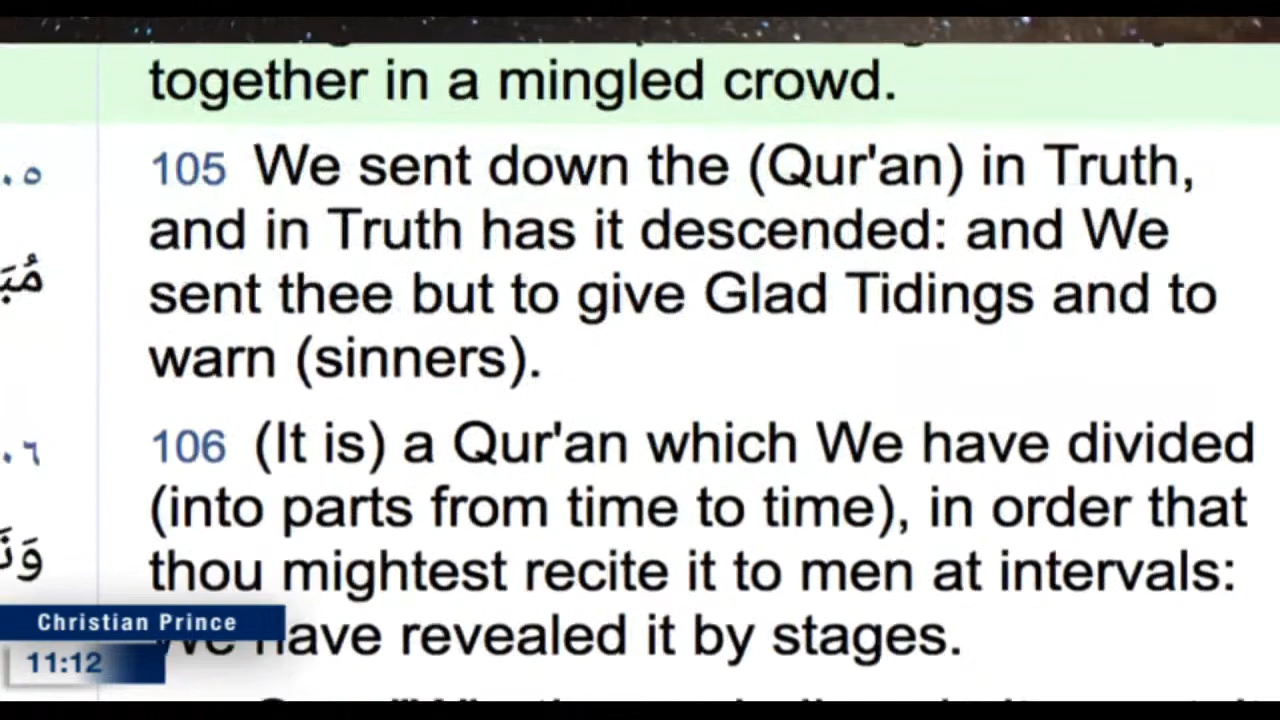 together in a mingled crowd.
105 We sent down the (Qur'an) in Truth,
and in Truth has it descended: and We
sent thee but to give Glad Tidings and to
warn (sinners).
106 (It is) a Qur'an which We have divided
(into parts from time to time), in order that
thou mightest recite it to men at intervals:
We have revealed it by stages.
Christian Prince
11:12